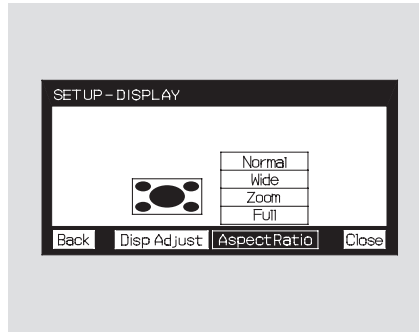 SETUP-DISPLAY
Normal
Wide
Zoom
Full
Back Disp Adjust AspectRatio Close